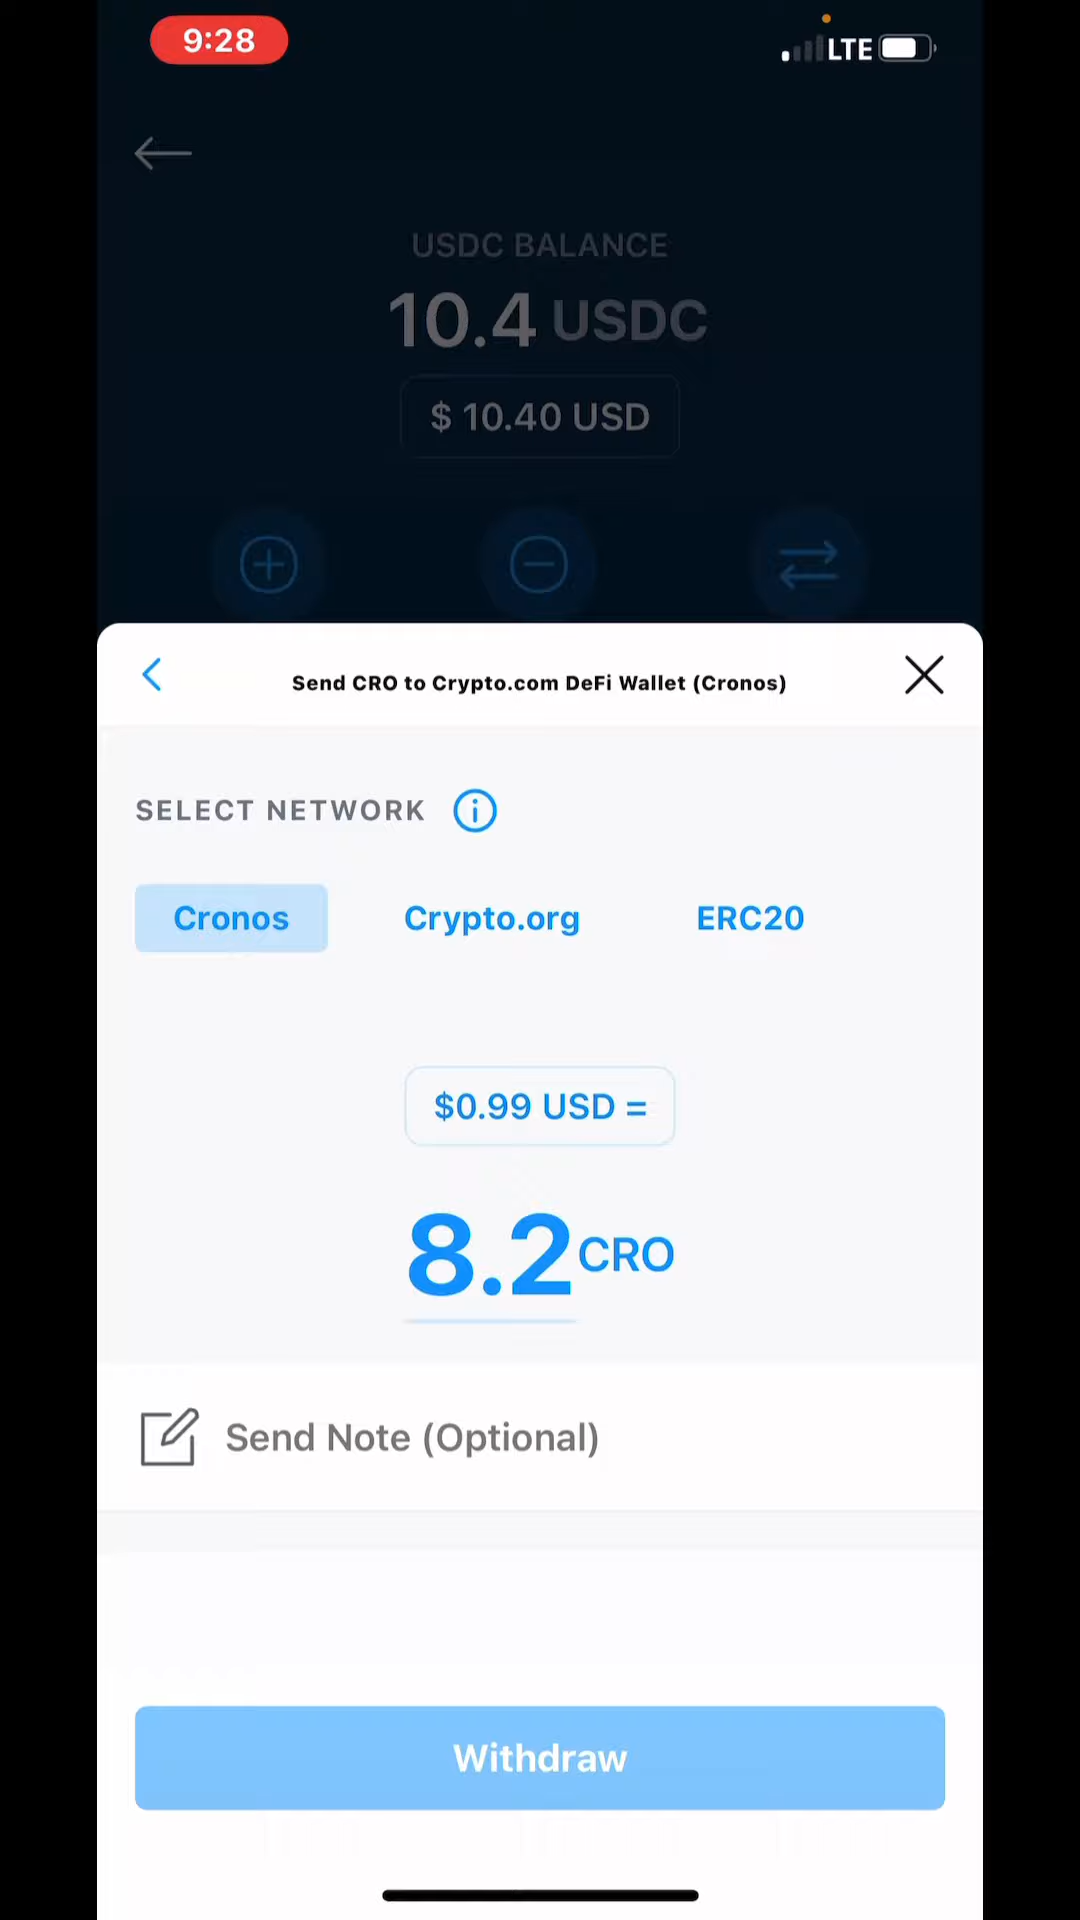 9:28
LTE
USDC BALANCE
10.4 USDC
$ 10.40 USD
Send CRO to Crypto.com DeFi Wallet (Cronos)
SELECT NETWORK
Cronos Crypto.org ERC20
$0.99 USD =
8.2 CRO
Send Note (Optional)
Withdraw